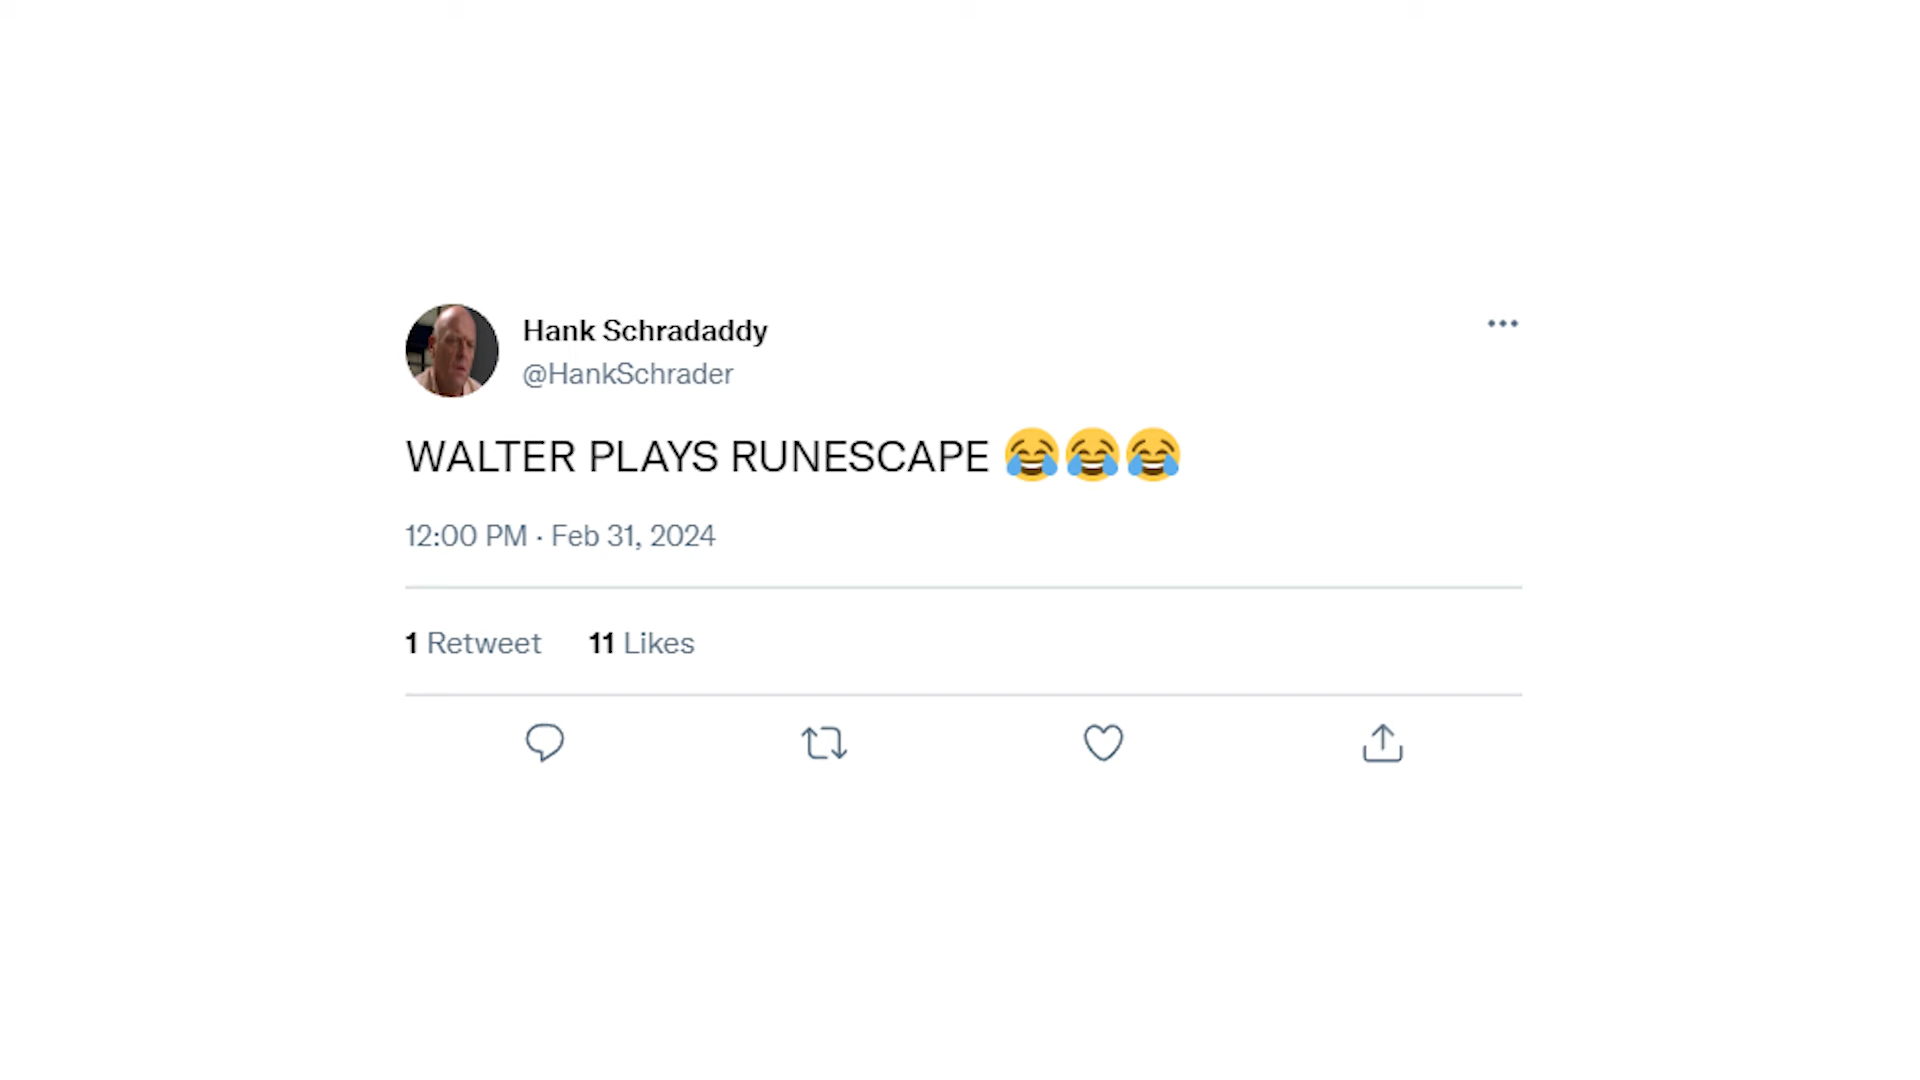 Hank Schradaddy
@HankSchrader
WALTER PLAYS RUNESCAPE 😂😂😂
12:00 PM · Feb 31, 2024
1 Retweet 11 Likes